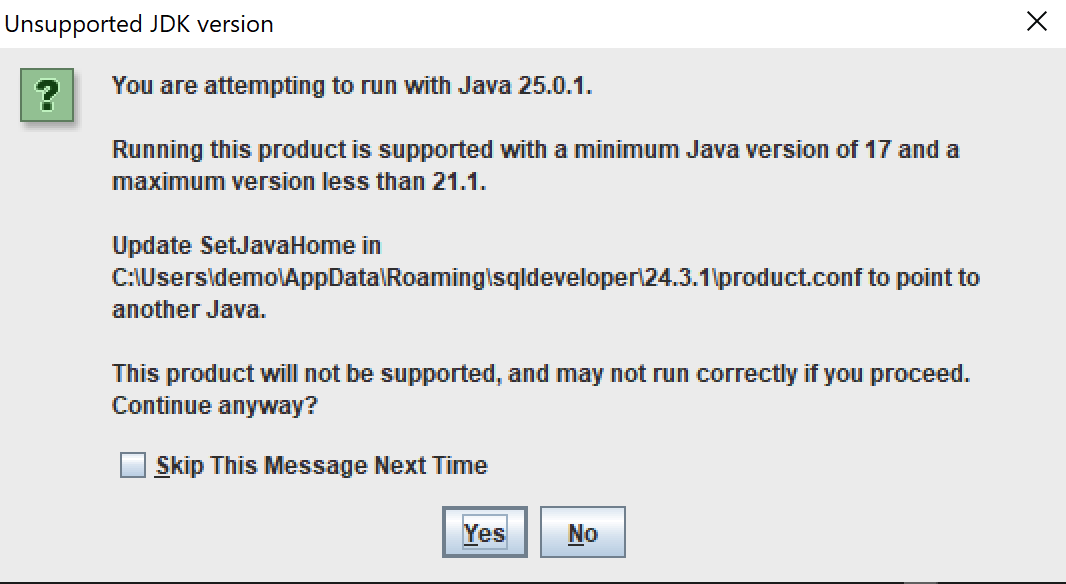 Unsupported JDK version
?
You are attempting to run with Java 25.0.1.
Running this product is supported with a minimum Java version of 17 and a
maximum version less than 21.1.
Update SetJavaHome in
C:\Users\demo\AppData\Roaming\sqldeveloper\24.3.1\product.conf to point to
another Java.
This product will not be supported, and may not run correctly if you proceed.
Continue anyway?
Skip This Message Next Time
Yes
No